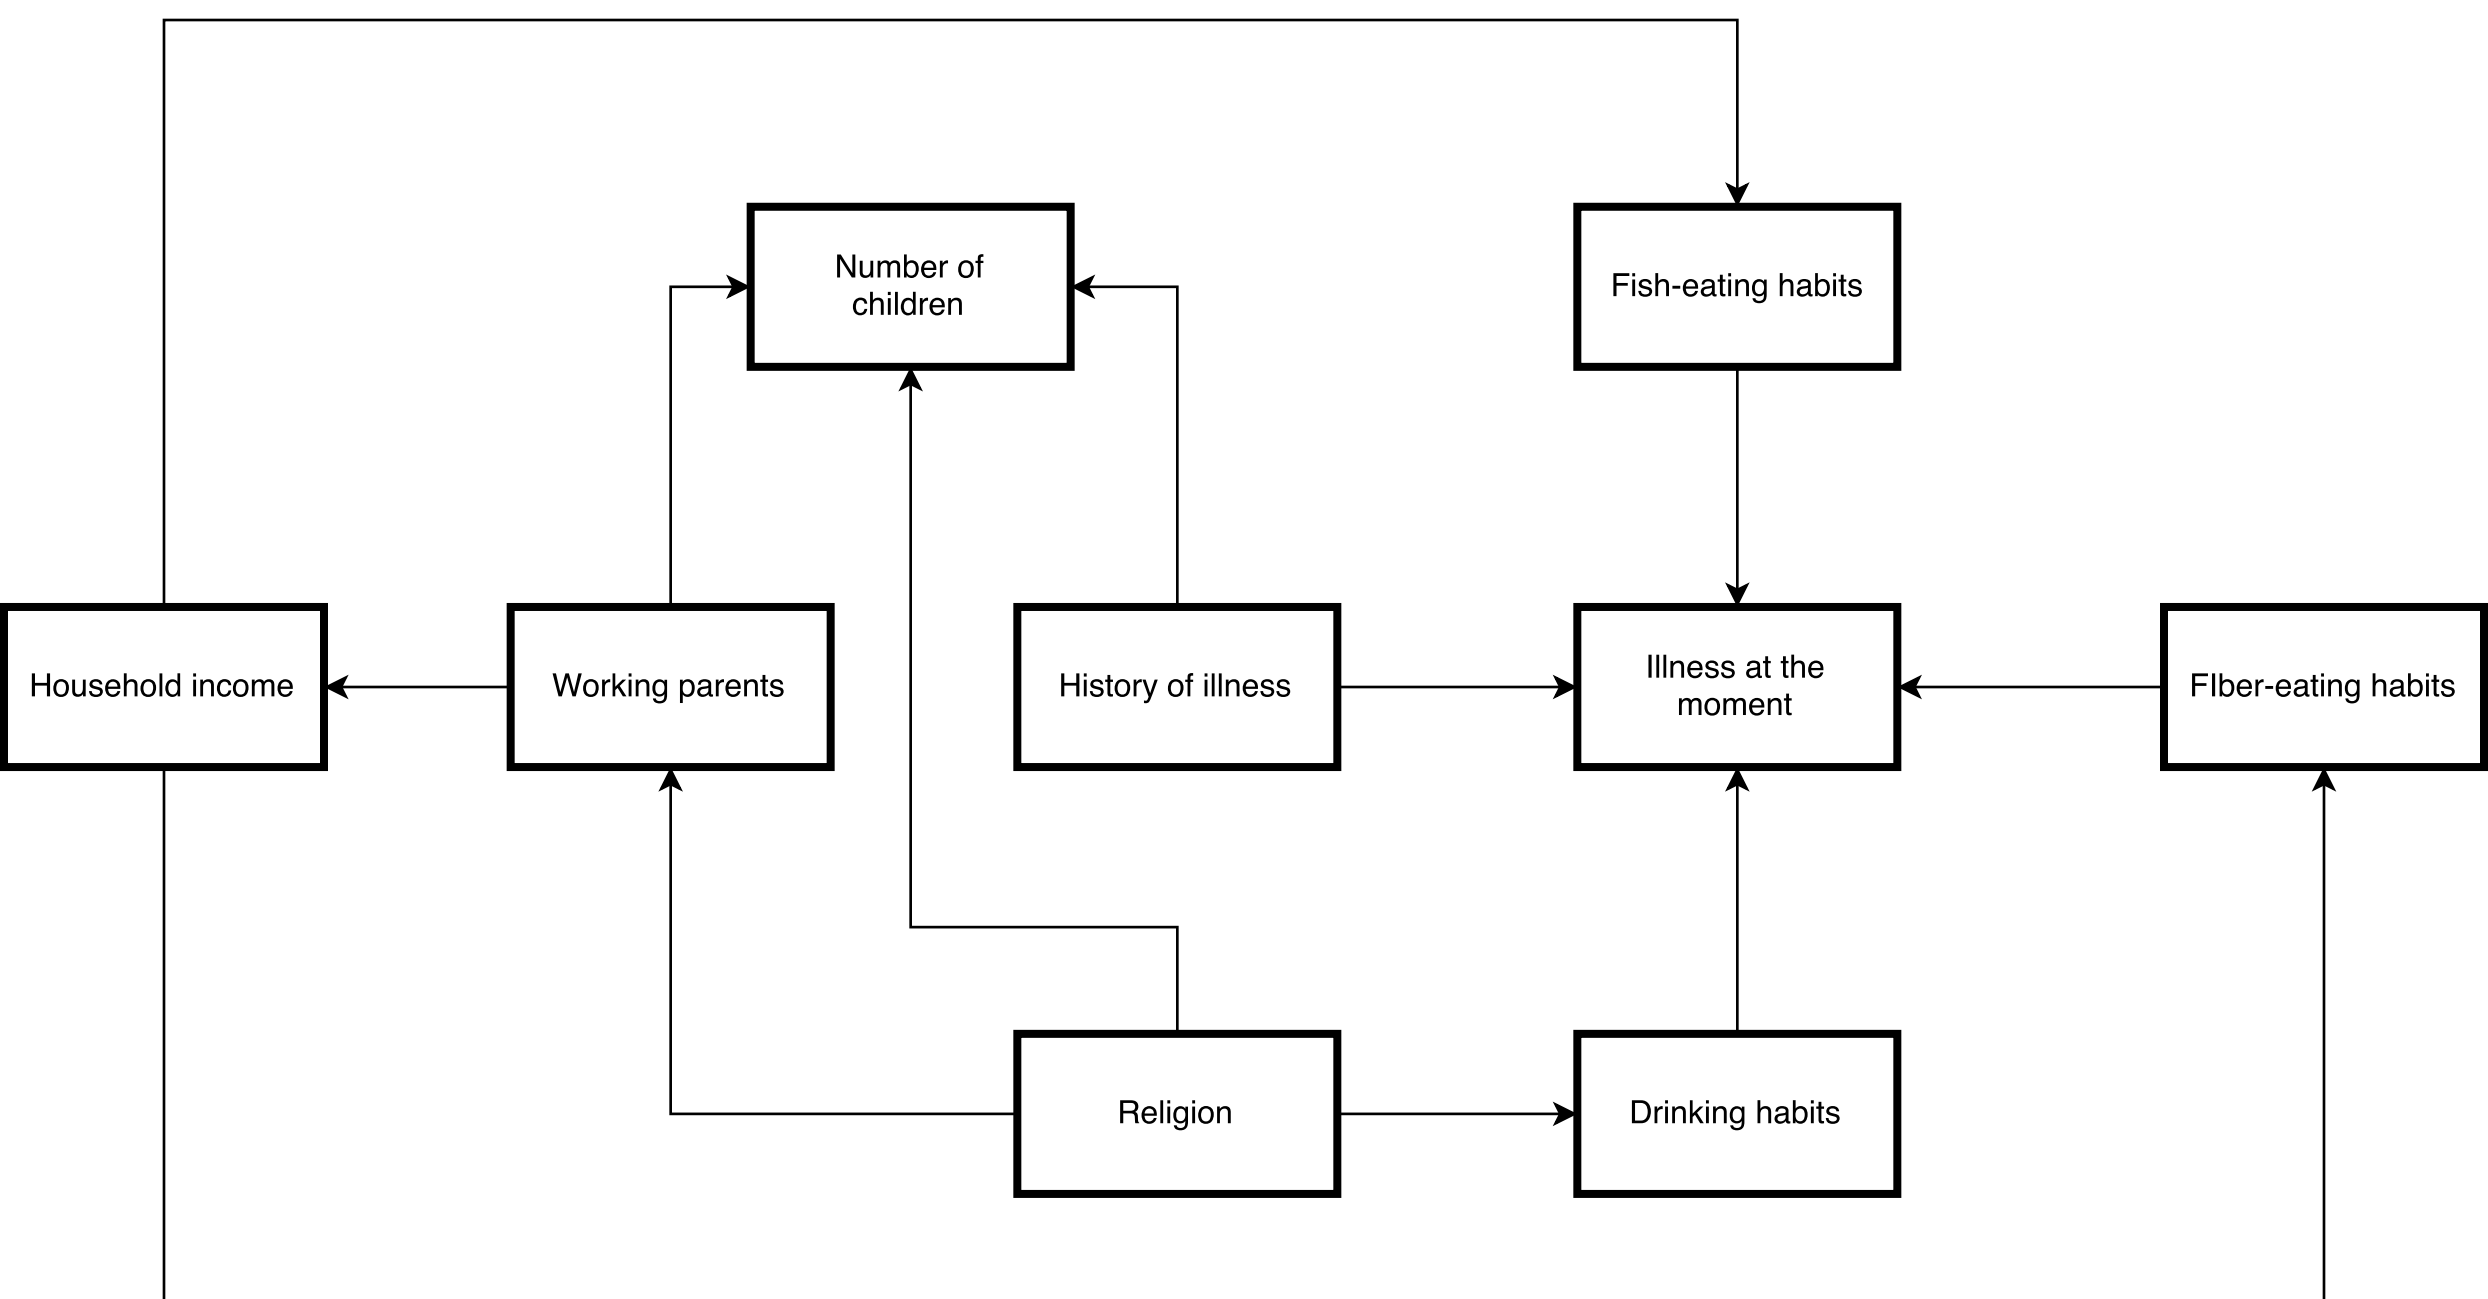 Number of
children
Fish-eating habits
Household income
Working parents
History of illness
Illness at the
moment
FIber-eating habits
Religion
Drinking habits